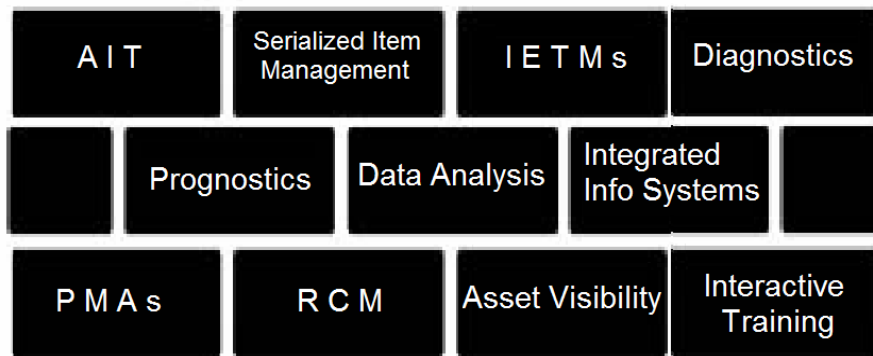 A I T
Serialized Item
Management
I E T M s
Diagnostics
Prognostics
Data Analysis
Integrated
Info Systems
P M A s
R C M
Asset Visibility
Interactive
Training